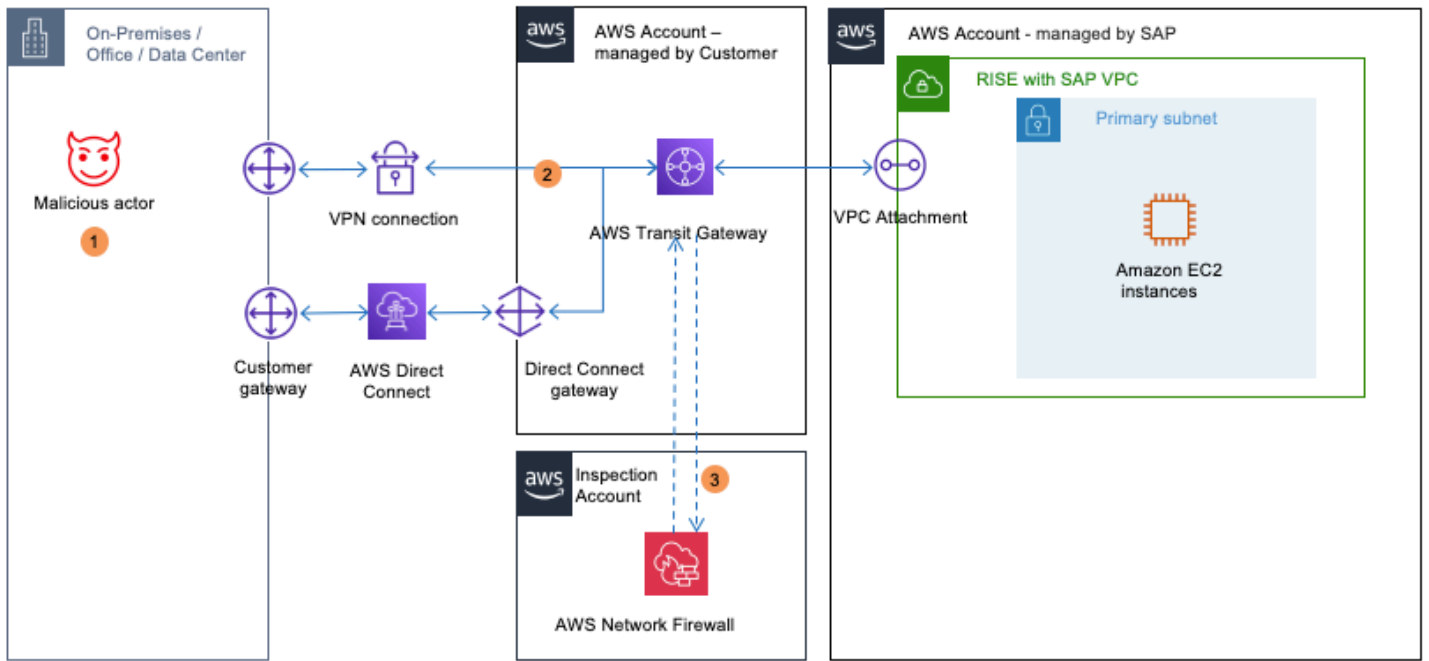 On-Premises /
Office / Data Center
aws
AWS Account –
managed by Customer
aws
AWS Account - managed by SAP
RISE with SAP VPC
Primary subnet
Malicious actor
1
VPN connection
2
AWS Transit Gateway
VPC Attachment
Amazon EC2
instances
Customer
gateway
AWS Direct
Connect
Direct Connect
gateway
aws
Inspection
Account
3
AWS Network Firewall